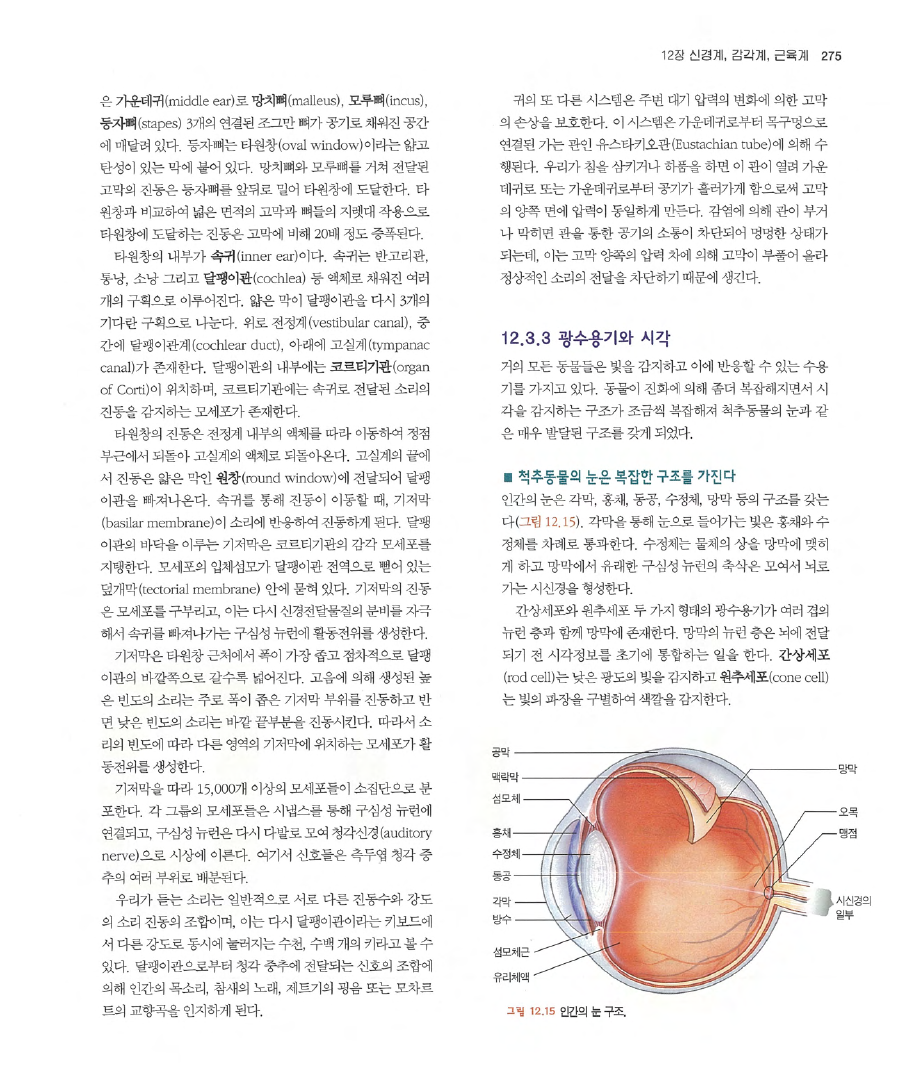 12장 신경계, 감각계, 근육계 275
은 가운데귀(middle ear)로 망치뼈(malleus), 모루뼈(incus),
등자뼈(stapes) 3개의 연결된 조그만 뼈가 공기로 채워진 공간
에 매달려 있다. 등자뼈는 타원창(oval window)이라는 얇고
탄성이 있는 막에 붙어 있다. 망치뼈와 모루뼈를 거쳐 전달된
고막의 진동은 등자뼈를 앞뒤로 밀어 타원창에 도달한다. 타
원창과 비교하여 넓은 면적의 고막과 뼈들의 지렛대 작용으로
타원창에 도달하는 진동은 고막에 비해 20배 정도 증폭된다.
타원창의 내부가 속귀(inner ear)이다. 속귀는 반고리관,
통낭, 소낭 그리고 달팽이관(cochlea) 등 액체로 채워진 여러
개의 구획으로 이루어진다. 얇은 막이 달팽이관을 다시 3개의
기다란 구획으로 나눈다. 위로 전정계(vestibular canal), 중
간에 달팽이관계(cochlear duct), 아래에 고실계(tympanac
canal)가 존재한다. 달팽이관의 내부에는 코르티기관(organ
of Corti)이 위치하며, 코르티기관에는 속귀로 전달된 소리의
진동을 감지하는 모세포가 존재한다.
타원창의 진동은 전정계 내부의 액체를 따라 이동하여 정점
부근에서 되돌아 고실계의 액체로 되돌아온다. 고실계의 끝에
서 진동은 얇은 막인 원창(round window)에 전달되어 달팽
이관을 빠져나온다. 속귀를 통해 진동이 이동할 때, 기저막
(basilar membrane)이 소리에 반응하여 진동하게 된다. 달팽
이관의 바닥을 이루는 기저막은 코르티기관의 감각 모세포를
지탱한다. 모세포의 입체섬모가 달팽이관 전역으로 뻗어 있는
덮개막(tectorial membrane) 안에 묻혀 있다. 기저막의 진동
은 모세포를 구부리고, 이는 다시 신경전달물질의 분비를 자극
해서 속귀를 빠져나가는 구심성 뉴런에 활동전위를 생성한다.
기저막은 타원창 근처에서 폭이 가장 좁고 점차적으로 달팽
이관의 바깥쪽으로 갈수록 넓어진다. 고음에 의해 생성된 높
은 빈도의 소리는 주로 폭이 좁은 기저막 부위를 진동하고 반
면 낮은 빈도의 소리는 바깥 끝부분을 진동시킨다. 따라서 소
리의 빈도에 따라 다른 영역의 기저막에 위치하는 모세포가 활
동전위를 생성한다.
기저막을 따라 15,000개 이상의 모세포들이 소집단으로 분
포한다. 각 그룹의 모세포들은 시냅스를 통해 구심성 뉴런에
연결되고, 구심성 뉴런은 다시 다발로 모여 청각신경(auditory
nerve)으로 시상에 이른다. 여기서 신호들은 측두엽 청각 중
추의 여러 부위로 배분된다.
우리가 듣는 소리는 일반적으로 서로 다른 진동수와 강도
의 소리 진동의 조합이며, 이는 다시 달팽이관이라는 키보드에
서 다른 강도로 동시에 눌러지는 수천, 수백 개의 키라고 볼 수
있다. 달팽이관으로부터 청각 중추에 전달되는 신호의 조합에
의해 인간의 목소리, 참새의 노래, 제트기의 굉음 또는 모차르
트의 교향곡을 인지하게 된다.
귀의 또 다른 시스템은 주변 대기 압력의 변화에 의한 고막
의 손상을 보호한다. 이 시스템은 가운데귀로부터 목구멍으로
연결된 가는 관인 유스타키오관(Eustachian tube)에 의해 수
행된다. 우리가 침을 삼키거나 하품을 하면 이 관이 열려 가운
데귀로 또는 가운데귀로부터 공기가 흘러가게 함으로써 고막
의 양쪽 면에 압력이 동일하게 만든다. 감염에 의해 관이 부거
나 막히면 관을 통한 공기의 소통이 차단되어 멍멍한 상태가
되는데, 이는 고막 양쪽의 압력 차에 의해 고막이 부풀어 올라
정상적인 소리의 전달을 차단하기 때문에 생긴다.
12.3.3 광수용기와 시각
거의 모든 동물들은 빛을 감지하고 이에 반응할 수 있는 수용
기를 가지고 있다. 동물이 진화에 의해 좀더 복잡해지면서 시
각을 감지하는 구조가 조금씩 복잡해져 척추동물의 눈과 같
은 매우 발달된 구조를 갖게 되었다.
■ 척추동물의 눈은 복잡한 구조를 가진다
인간의 눈은 각막, 홍채, 동공, 수정체, 망막 등의 구조를 갖는
다(그림 12.15). 각막을 통해 눈으로 들어가는 빛은 홍채와 수
정체를 차례로 통과한다. 수정체는 물체의 상을 망막에 맺히
게 하고 망막에서 유래한 구심성 뉴런의 축삭은 모여서 뇌로
가는 시신경을 형성한다.
간상세포와 원추세포 두 가지 형태의 광수용기가 여러 겹의
뉴런 층과 함께 망막에 존재한다. 망막의 뉴런 층은 뇌에 전달
되기 전 시각정보를 초기에 통합하는 일을 한다. 간상세포
(rod cell)는 낮은 광도의 빛을 감지하고 원추세포(cone cell)
는 빛의 파장을 구별하여 색깔을 감지한다.
공막
맥락막
섬모체
홍채
수정체
동공
각막
방수
섬모체근
유리체액
망막
오목
맹점
시신경의
일부
그림 12.15 인간의 눈 구조.